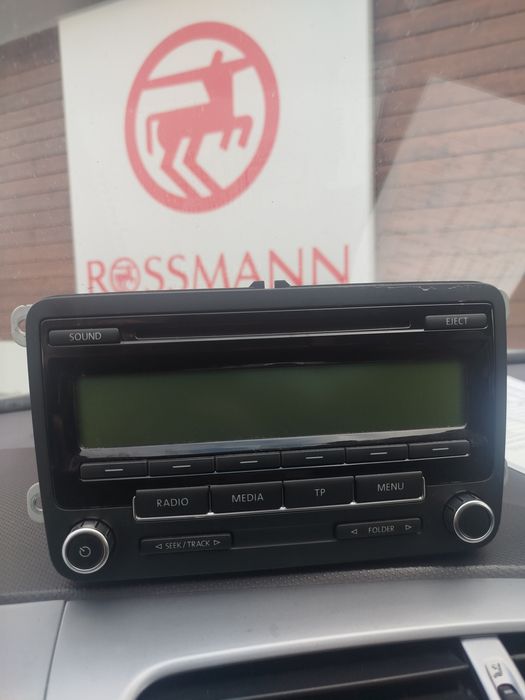 ROSSMANN
SOUND
EJECT
RADIO
MEDIA
TP
MENU
◁ SEEK / TRACK ▷
◁ FOLDER ▷